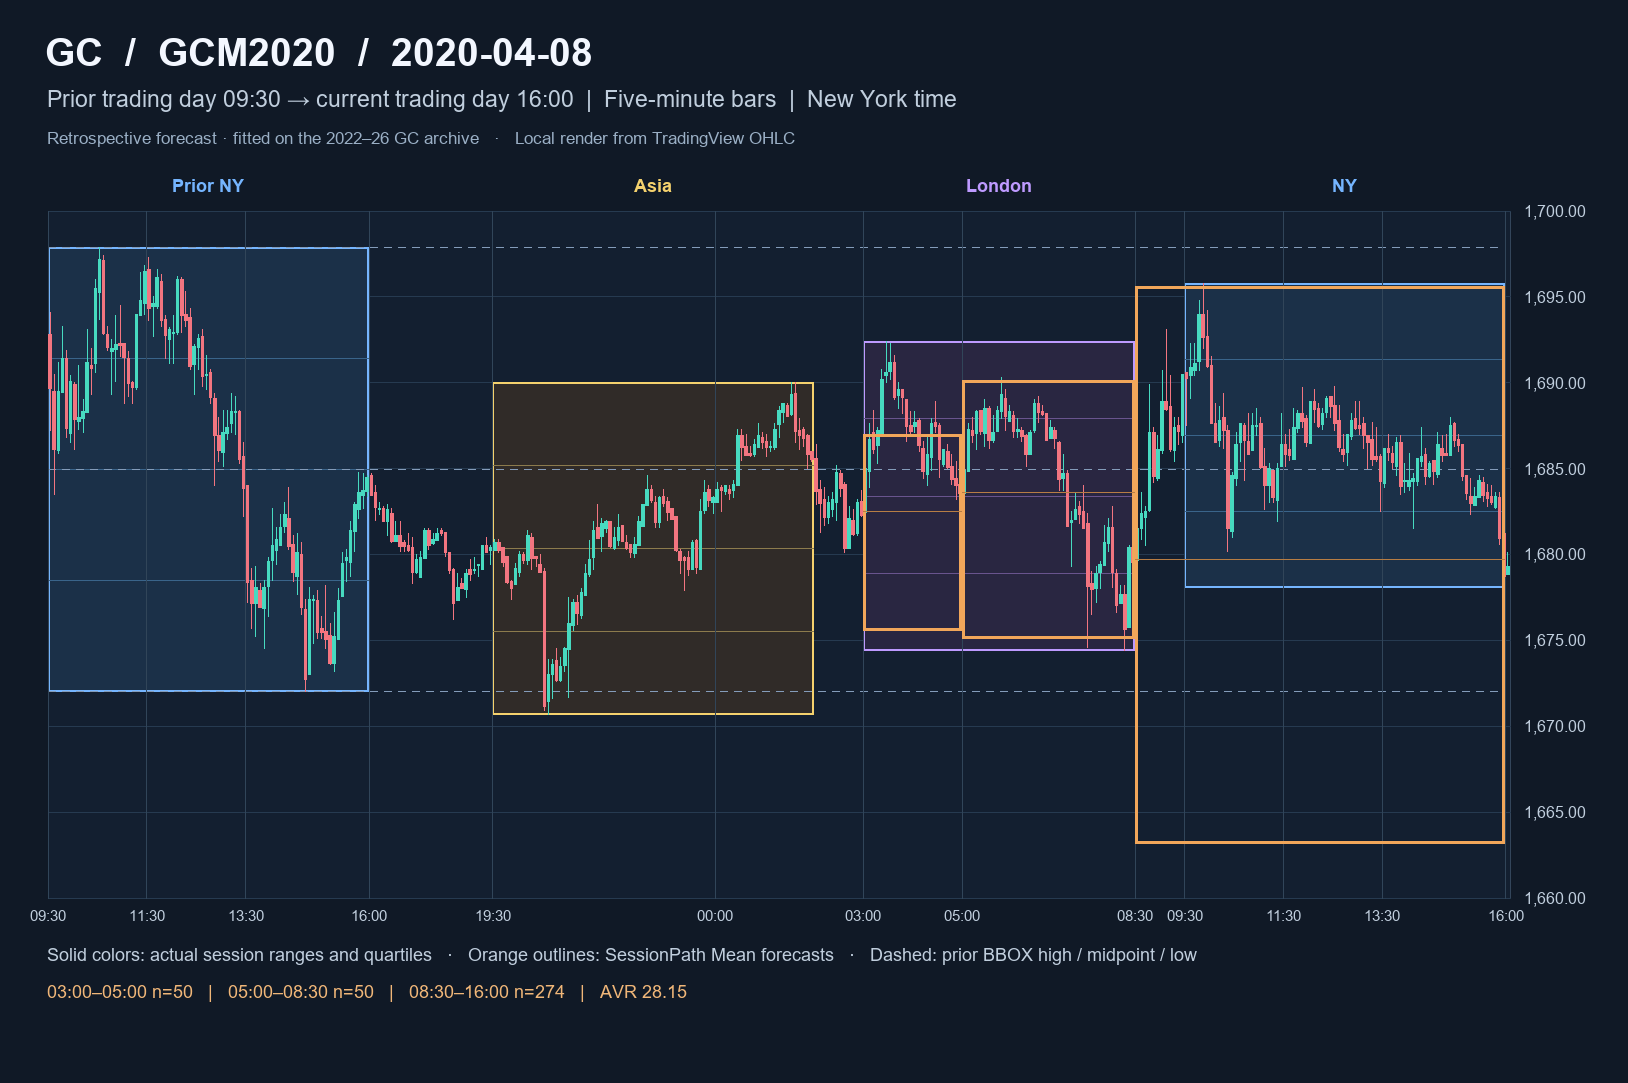 GC / GCM2020 / 2020-04-08
Prior trading day 09:30 → current trading day 16:00 | Five-minute bars | New York time
Retrospective forecast · fitted on the 2022–26 GC archive · Local render from TradingView OHLC
Prior NY Asia London NY
1,700.00
1,695.00
1,690.00
1,685.00
1,680.00
1,675.00
1,670.00
1,665.00
1,660.00
09:30 11:30 13:30 16:00 19:30 00:00 03:00 05:00 08:30 09:30 11:30 13:30 16:00
Solid colors: actual session ranges and quartiles · Orange outlines: SessionPath Mean forecasts · Dashed: prior BBOX high / midpoint / low
03:00–05:00 n=50 | 05:00–08:30 n=50 | 08:30–16:00 n=274 | AVR 28.15